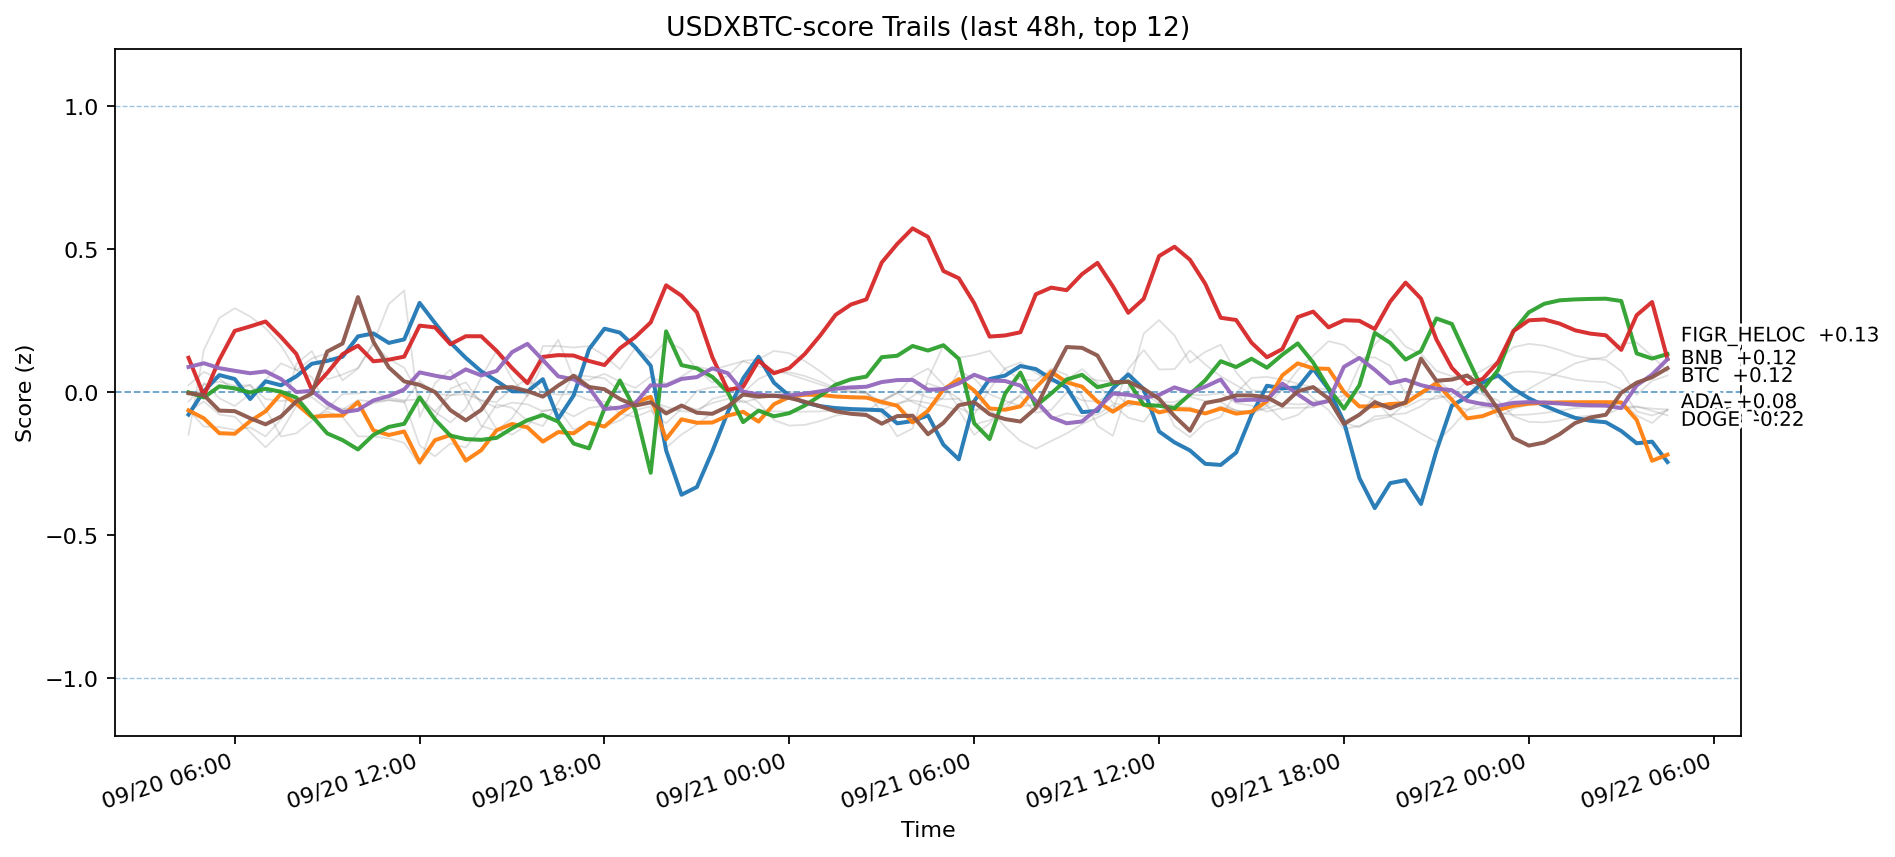 USDXBTC-score Trails (last 48h, top 12)
Score (z)
1.0
0.5
0.0
−0.5
−1.0
FIGR_HELOC +0.13
BNB +0.12
BTC +0.12
ADA +0.08
DOGE -0.22
09/20 06:00
09/20 12:00
09/20 18:00
09/21 00:00
09/21 06:00
09/21 12:00
09/21 18:00
09/22 00:00
09/22 06:00
Time